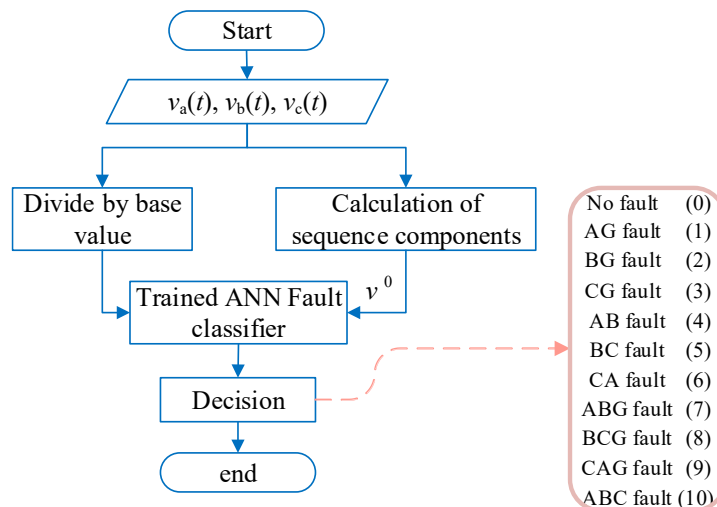 Start
va(t), vb(t), vc(t)
Divide by base
value
Calculation of
sequence components
v 0
Trained ANN Fault
classifier
Decision
end
No fault (0)
AG fault (1)
BG fault (2)
CG fault (3)
AB fault (4)
BC fault (5)
CA fault (6)
ABG fault (7)
BCG fault (8)
CAG fault (9)
ABC fault (10)